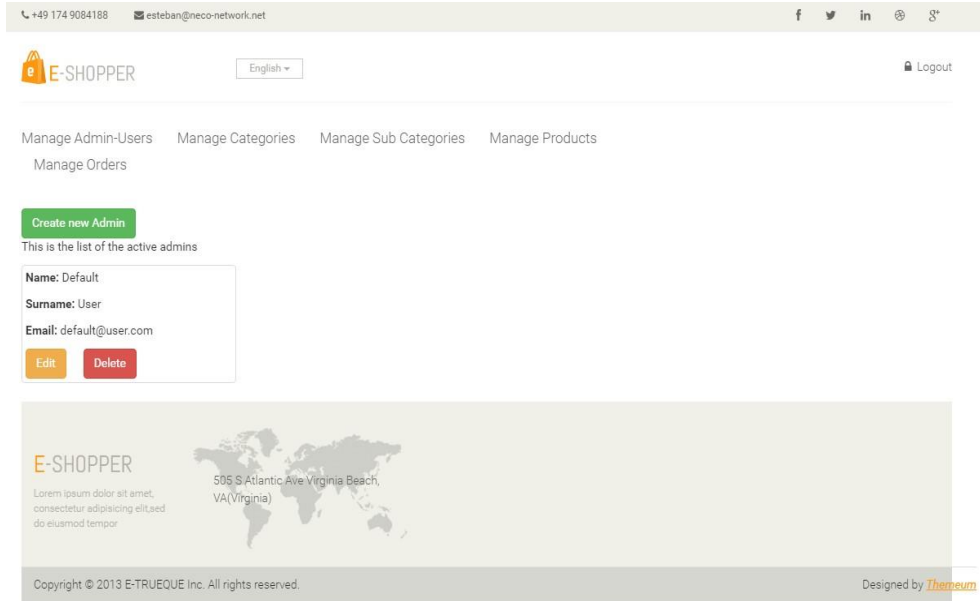 +49 174 9084188 esteban@neco-network.net
E-SHOPPER English Logout
Manage Admin-Users Manage Categories Manage Sub Categories Manage Products
Manage Orders
Create new Admin
This is the list of the active admins
Name: Default
Surname: User
Email: default@user.com
Edit Delete
E-SHOPPER
Lorem ipsum dolor sit amet,
consectetur adipisicing elit,sed
do eiusmod tempor
505 S Atlantic Ave Virginia Beach,
VA(Virginia)
Copyright © 2013 E-TRUEQUE Inc. All rights reserved. Designed by Themeum